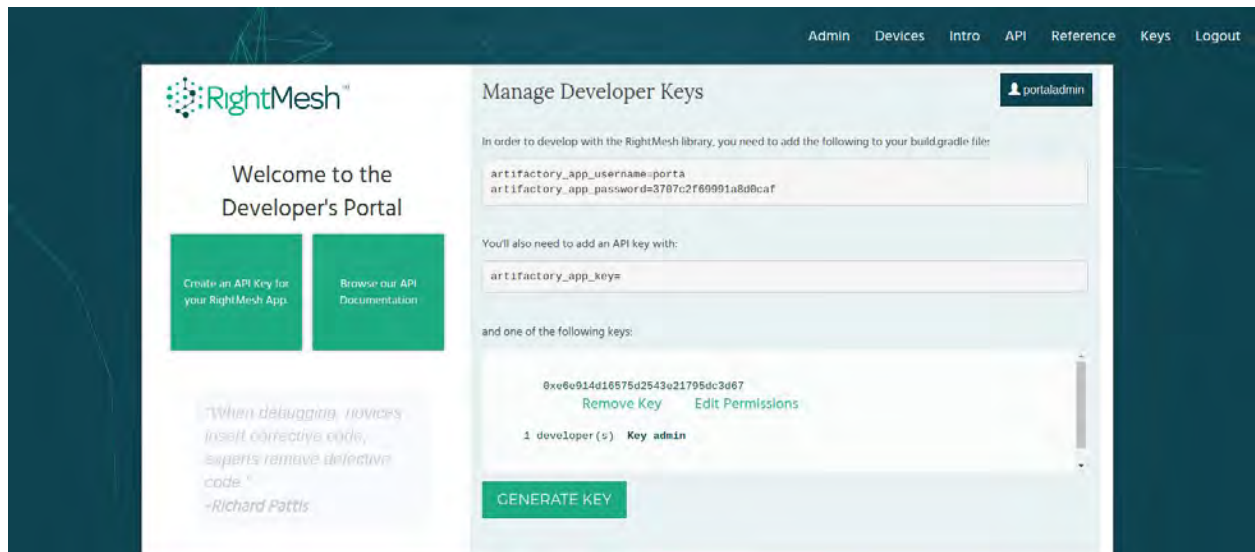 Admin Devices Intro API Reference Keys Logout
RightMesh™
Welcome to the
Developer's Portal
Create an API Key for
your RightMesh App.
Browse our API
Documentation
"When debugging, novices
insert corrective code,
experts remove defective
code."
-Richard Pattis
Manage Developer Keys
portaladmin
In order to develop with the RightMesh library, you need to add the following to your build.gradle file:
artifactory_app_username=porta
artifactory_app_password=3707c2f69991a8d0caf
You'll also need to add an API key with:
artifactory_app_key=
and one of the following keys:
0xe6e914d16575d2543e21795dc3d67
Remove Key Edit Permissions
1 developer(s) Key admin
GENERATE KEY